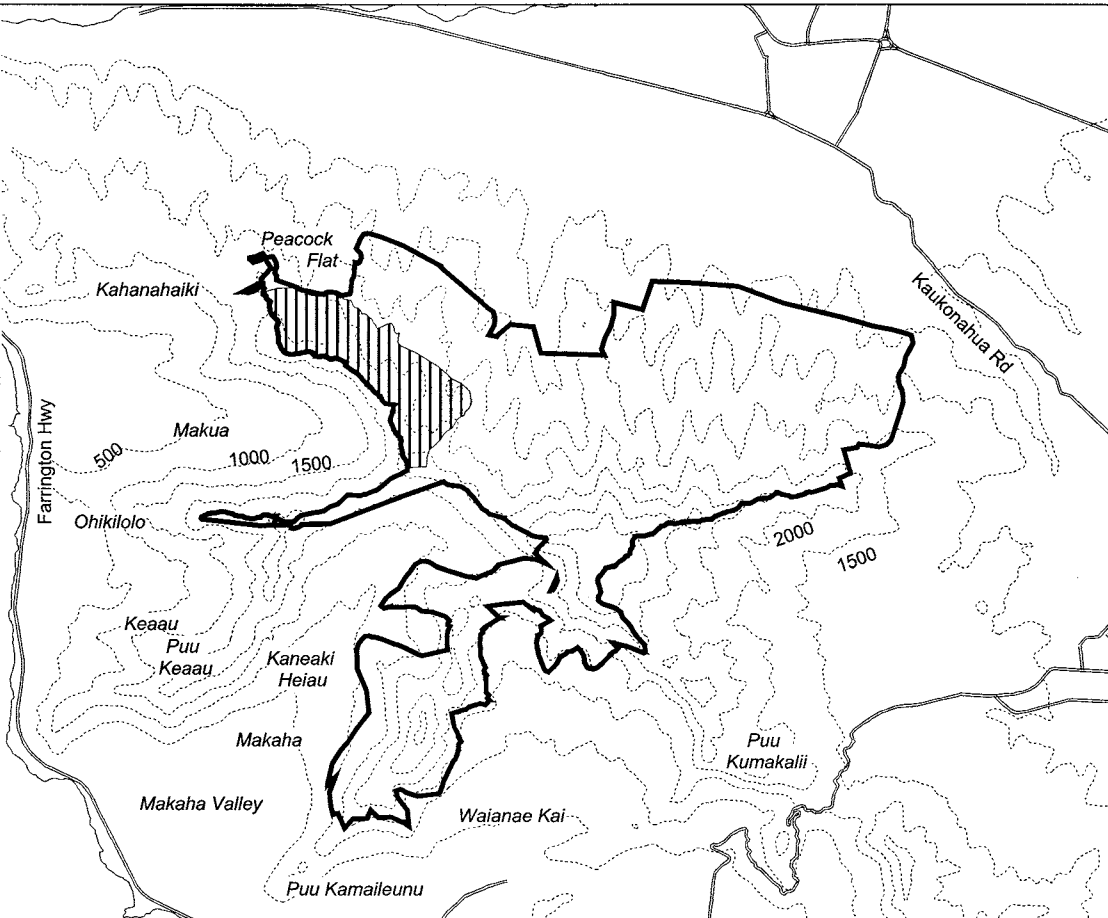 Peacock
Flat
Kahanahaiki
Kaukonahua Rd
Farrington Hwy
Makua
500
1000
1500
Ohikilolo
2000
1500
Keaau
Puu
Keaau
Kaneaki
Heiau
Makaha
Puu
Kumakalii
Makaha Valley
Waianae Kai
Puu Kamaileunu